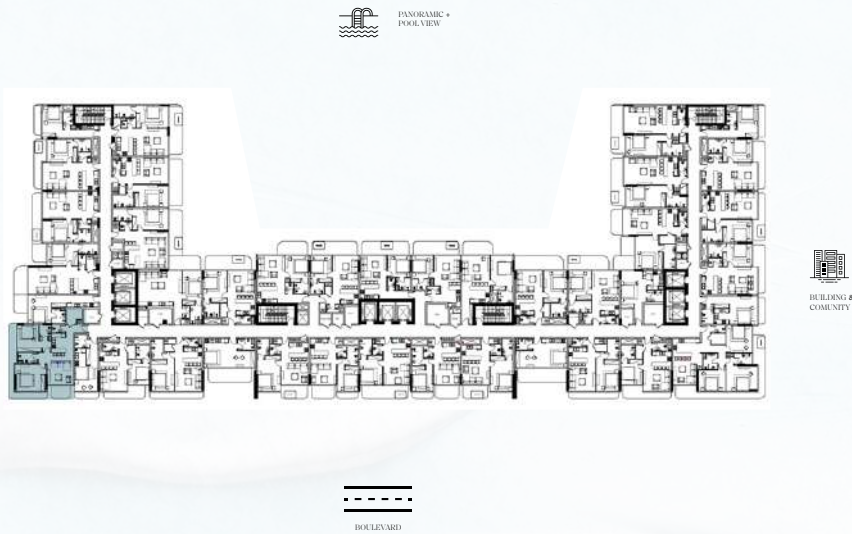 PANORAMIC +
POOL VIEW
BUILDING &
COMUNITY
BOULEVARD